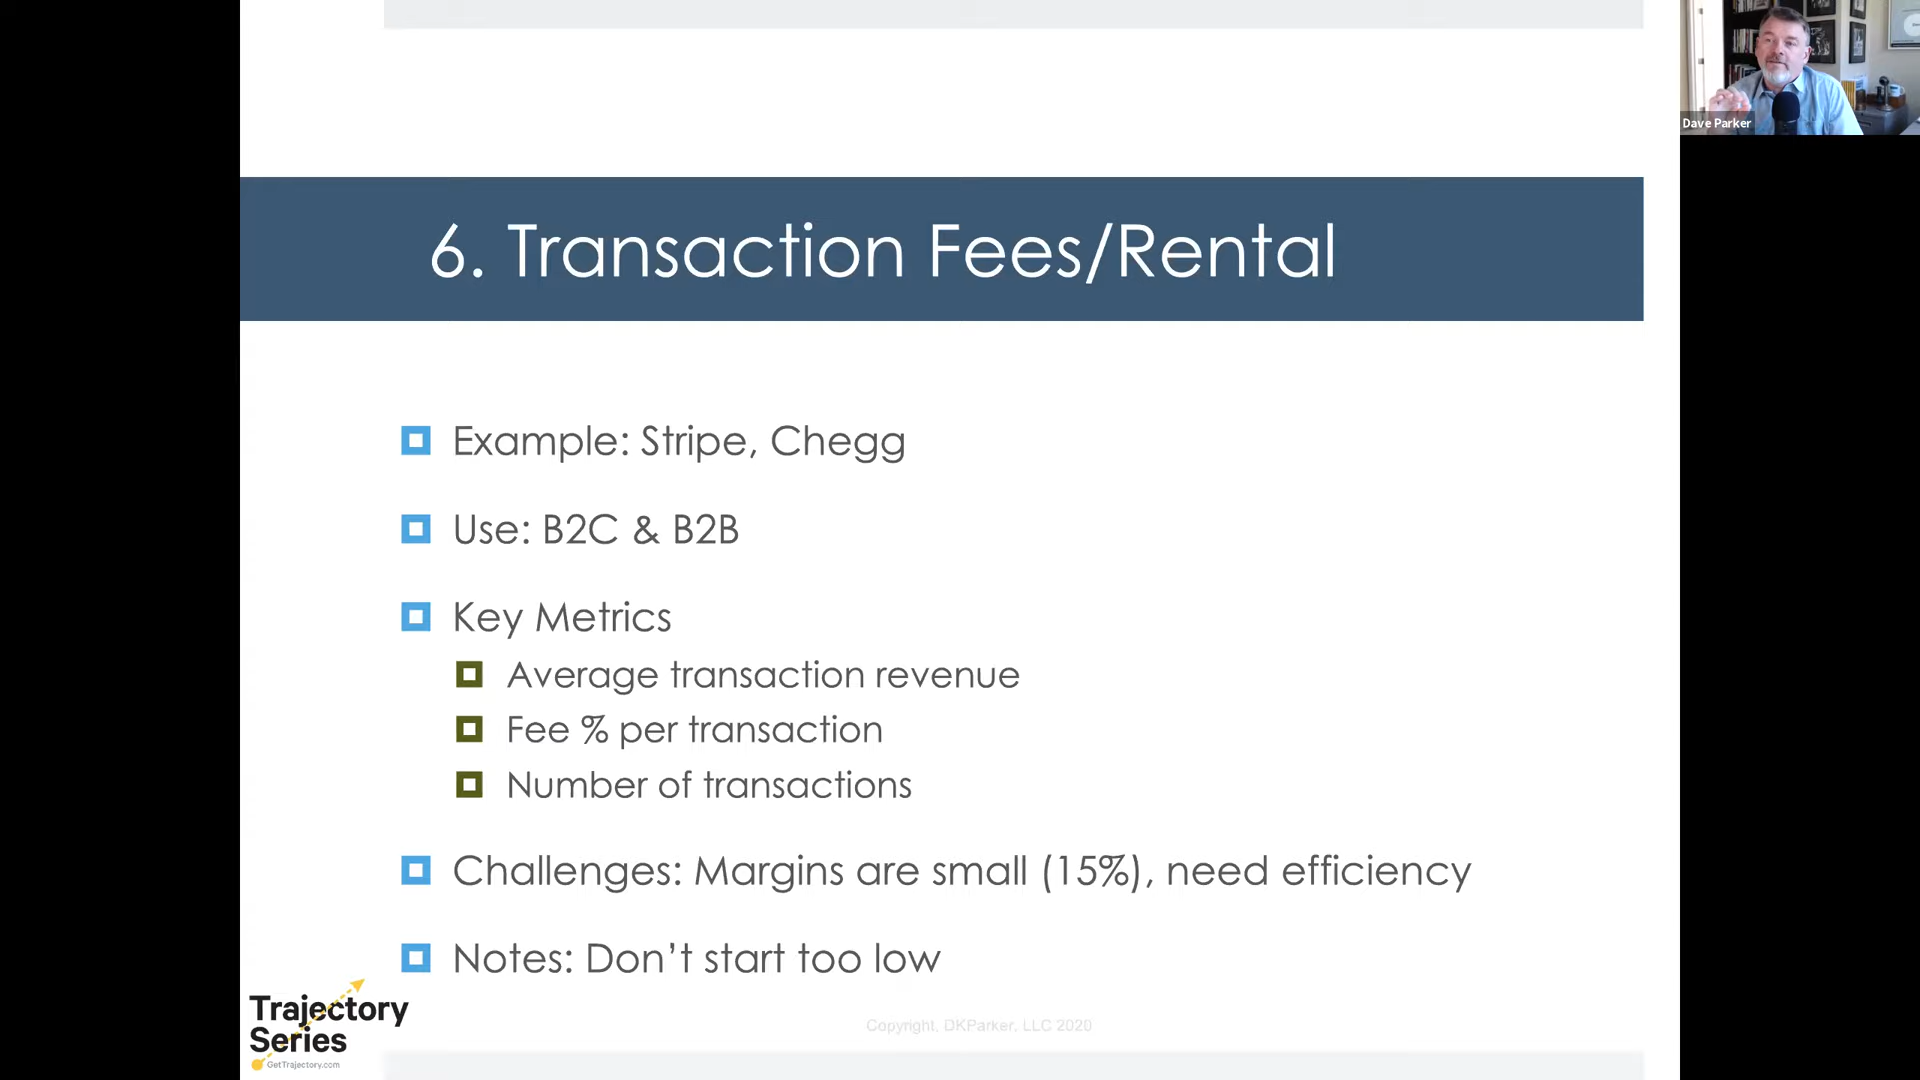 Dave Parker
6. Transaction Fees/Rental
Example: Stripe, Chegg
Use: B2C & B2B
Key Metrics
Average transaction revenue
Fee % per transaction
Number of transactions
Challenges: Margins are small (15%), need efficiency
Notes: Don’t start too low
Trajectory
Series
GetTrajectory.com
Copyright, DKParker, LLC 2020